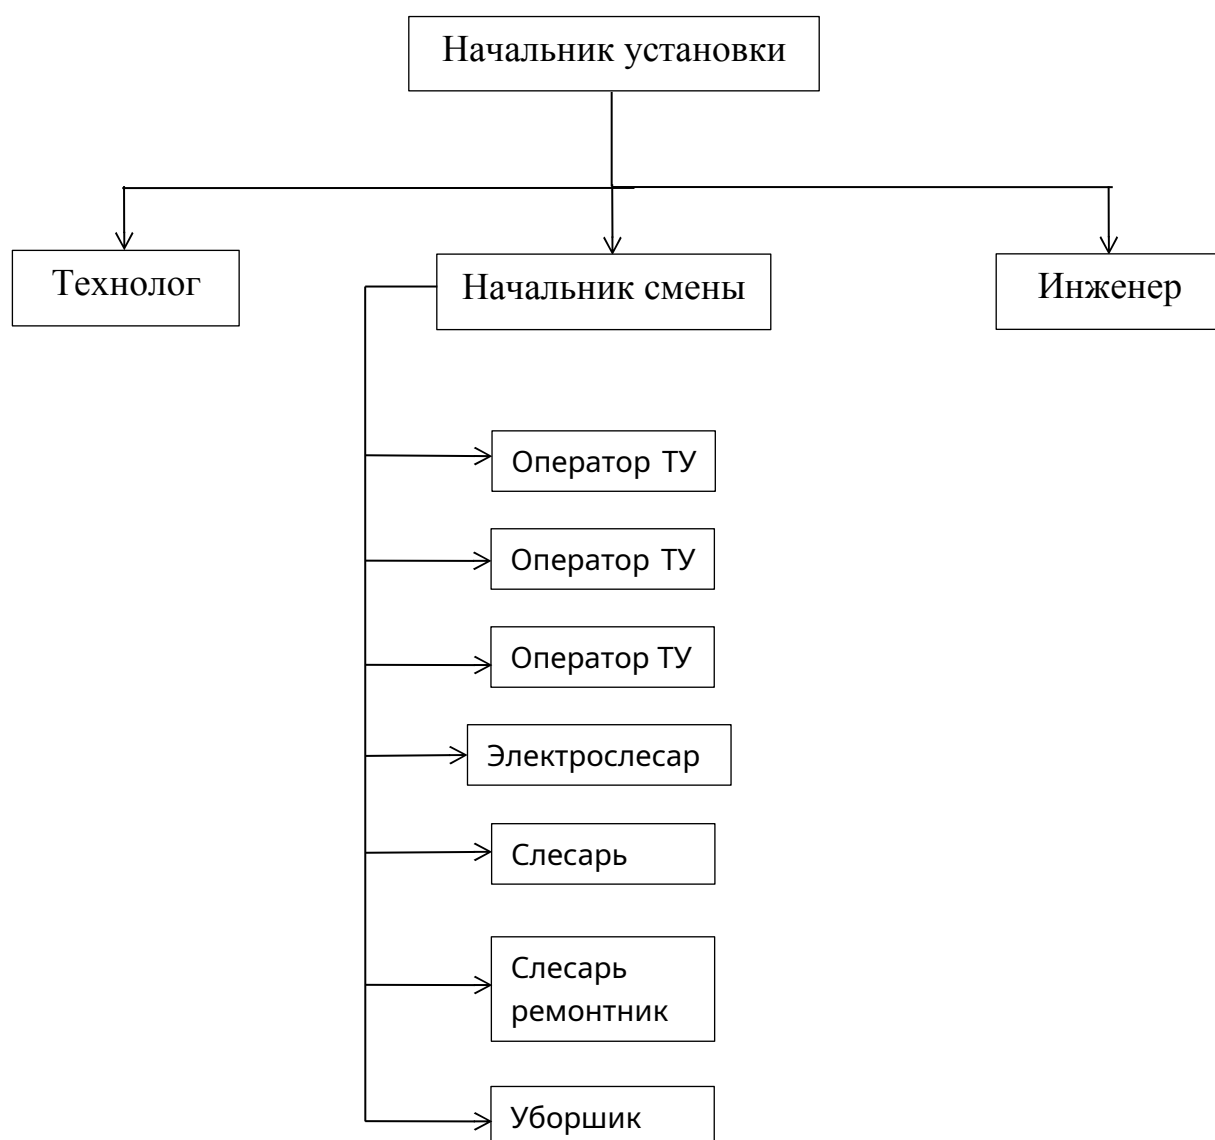 Начальник установки
Технолог
Начальник смены
Инженер
Оператор ТУ
Оператор ТУ
Оператор ТУ
Электрослесар
Слесарь
Слесарь
ремонтник
Уборшик